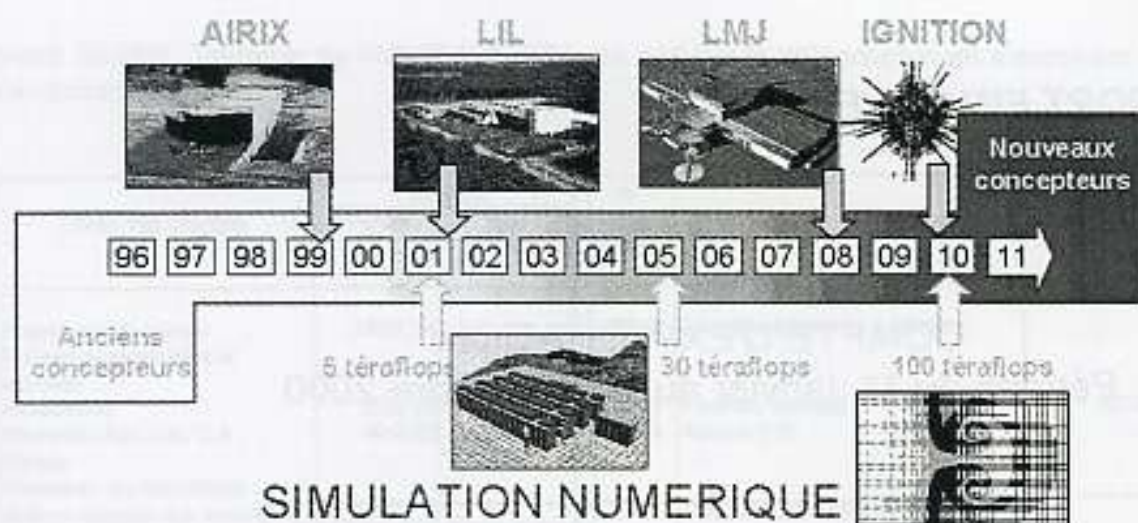 AIRIX LIL LMJ IGNITION
Nouveaux
concepteurs
96 97 98 99 00 01 02 03 04 05 06 07 08 09 10 11
Anciens
concepteurs
6 téraflops 30 téraflops 100 téraflops
SIMULATION NUMERIQUE